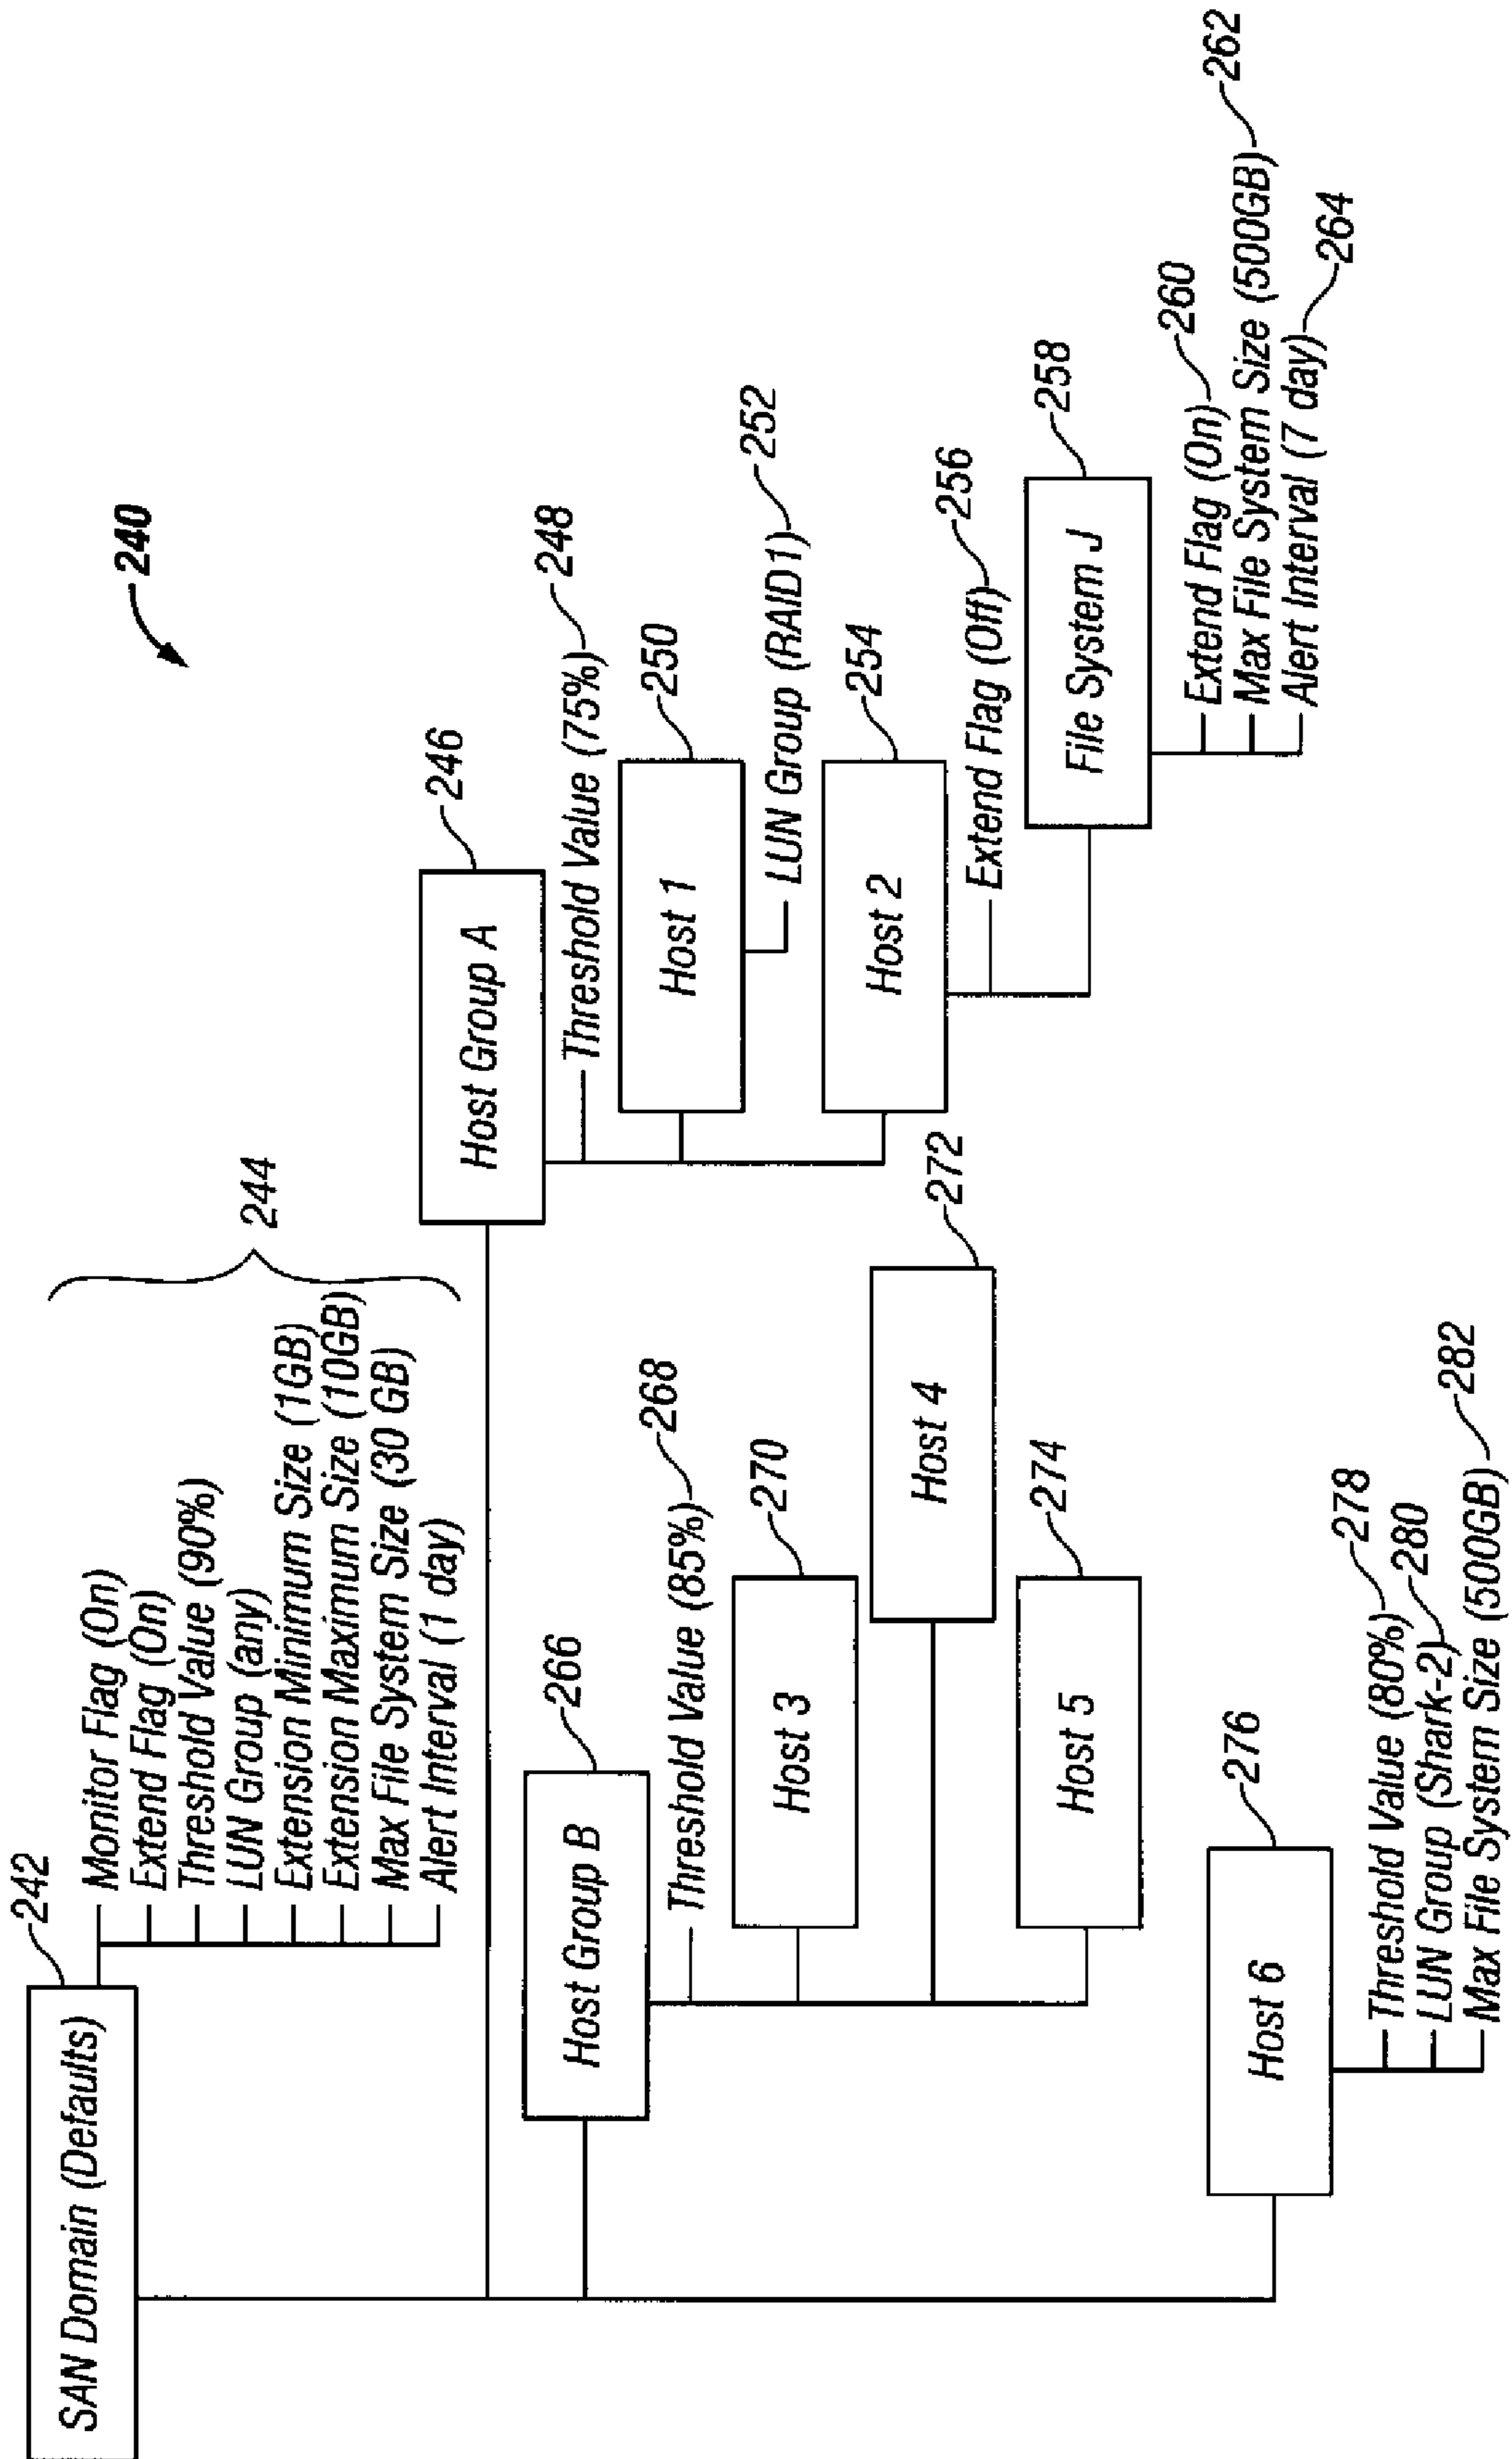 240
SAN Domain (Defaults)
242
Monitor Flag (On)
Extend Flag (On)
Threshold Value (90%)
LUN Group (any)
Extension Minimum Size (1GB)
Extension Maximum Size (10GB)
Max File System Size (30 GB)
Alert Interval (1 day)
244
Host Group A
246
Threshold Value (75%)
248
Host 1
250
LUN Group (RAID1)
252
Host 2
254
Extend Flag (Off)
256
File System J
258
Extend Flag (On)
260
Max File System Size (500GB)
262
Alert Interval (7 day)
264
Host Group B
266
Threshold Value (85%)
268
Host 3
270
Host 4
272
Host 5
274
Host 6
276
Threshold Value (80%)
278
LUN Group (Shark-2)
280
Max File System Size (500GB)
282